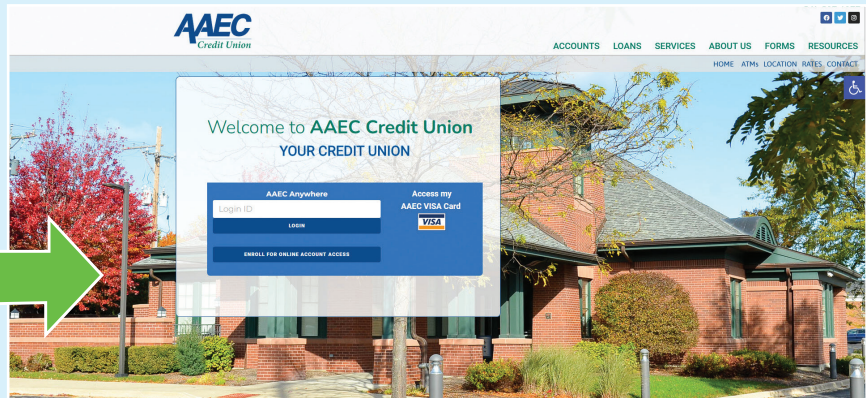 AAEC
Credit Union
ACCOUNTS LOANS SERVICES ABOUT US FORMS RESOURCES
HOME ATMs LOCATION RATES CONTACT
Welcome to AAEC Credit Union
YOUR CREDIT UNION
AAEC Anywhere
Login ID
LOGIN
ENROLL FOR ONLINE ACCOUNT ACCESS
Access my
AAEC VISA Card
VISA